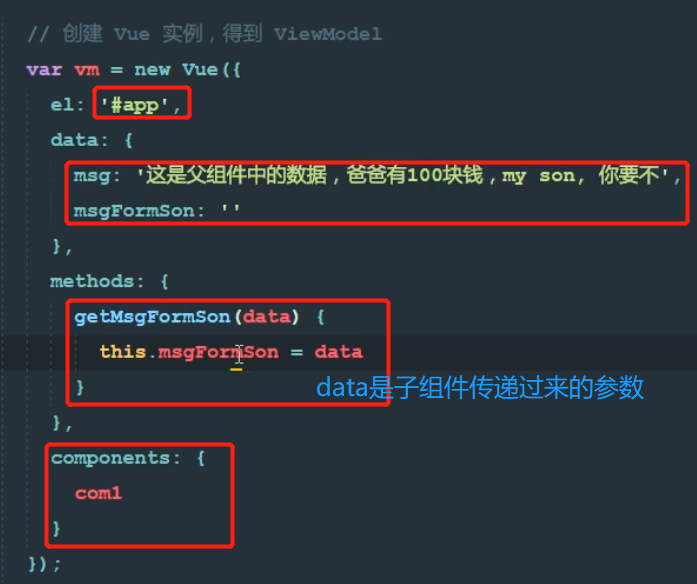 // 创建 Vue 实例，得到 ViewModel
var vm = new Vue({
el: '#app',
data: {
msg: '这是父组件中的数据，爸爸有100块钱，my son, 你要不',
msgFormSon: ''
},
methods: {
getMsgFormSon(data) {
this.msgFormSon = data
}
data是子组件传递过来的参数
},
components: {
com1
}
});